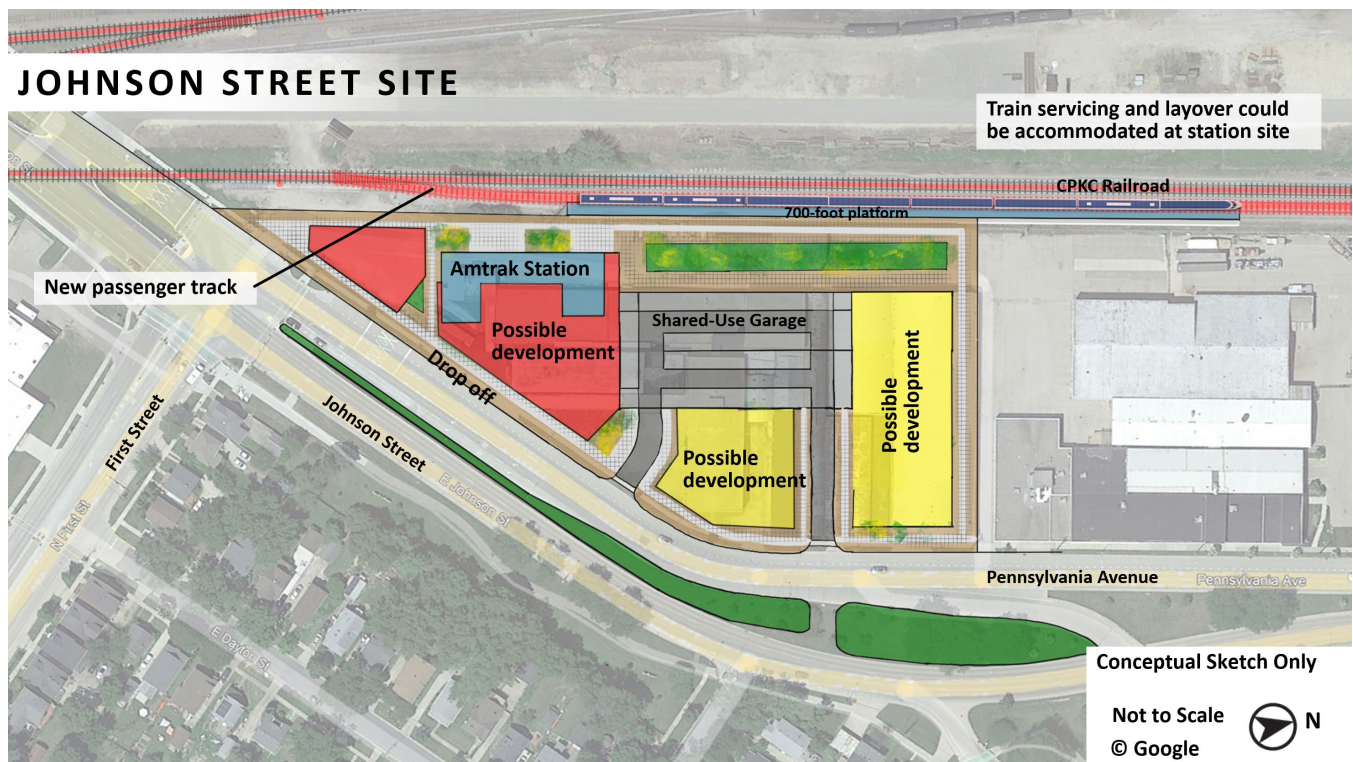 JOHNSON STREET SITE
Train servicing and layover could
be accommodated at station site
CPKC Railroad
700-foot platform
New passenger track
Amtrak Station
Possible
development
Shared-Use Garage
Possible
development
Possible
development
Drop off
First Street
Johnson Street
E Johnson St
N First St
E Dayton St
Pennsylvania Avenue
Pennsylvania Ave
Conceptual Sketch Only
Not to Scale
N
© Google